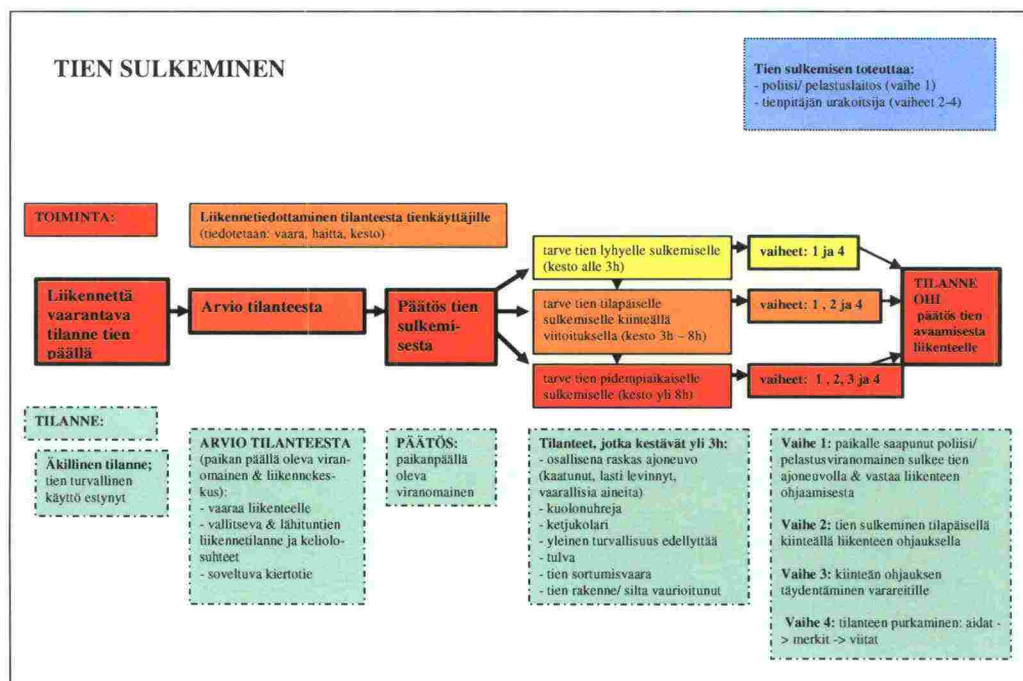 TIEN SULKEMINEN
Tien sulkemisen toteuttaa:
- poliisi/ pelastuslaitos (vaihe 1)
- tienpitäjän urakoitsija (vaiheet 2-4)
TOIMINTA:
Liikennetiedottaminen tilanteesta tienkäyttäjille
(tiedotetaan: vaara, haitta, kesto)
Liikennettä
vaarantava
tilanne tien
päällä
Arvio tilanteesta
Päätös tien
sulkemi-
sesta
tarve tien lyhyelle sulkemiselle
(kesto alle 3h)
vaiheet: 1 ja 4
tarve tien tilapäiselle
sulkemiselle kiinteällä
viitoituksella (kesto 3h – 8h)
vaiheet: 1 , 2 ja 4
tarve tien pidempiaikaiselle
sulkemiselle (kesto yli 8h)
vaiheet: 1 , 2, 3 ja 4
TILANNE
OHI
päätös tien
avaamisesta
liikenteelle
TILANNE:
Äkillinen tilanne;
tien turvallinen
käyttö estynyt
ARVIO TILANTEESTA
(paikan päällä oleva viran-
omainen & liikennekes-
kus):
- vaaraa liikenteelle
- vallitseva & lähituntien
liikennetilanne ja keliolo-
suhteet
- soveltuva kiertotie
PÄÄTÖS:
paikanpäällä
oleva
viranomainen
Tilanteet, jotka kestävät yli 3h:
- osallisena raskas ajoneuvo
(kaatunut, lasti levinnyt,
vaarallisia aineita)
- kuolonuhreja
- ketjukolari
- yleinen turvallisuus edellyttää
- tulva
- tien sortumisvaara
- tien rakenne/ silta vaurioitunut
Vaihe 1: paikalle saapunut poliisi/
pelastusviranomainen sulkee tien
ajoneuvolla & vastaa liikenteen
ohjaamisesta
Vaihe 2: tien sulkeminen tilapäisellä
kiinteällä liikenteen ohjauksella
Vaihe 3: kiinteän ohjauksen
täydentäminen varareitille
Vaihe 4: tilanteen purkaminen: aidat -
> merkit -> viitat